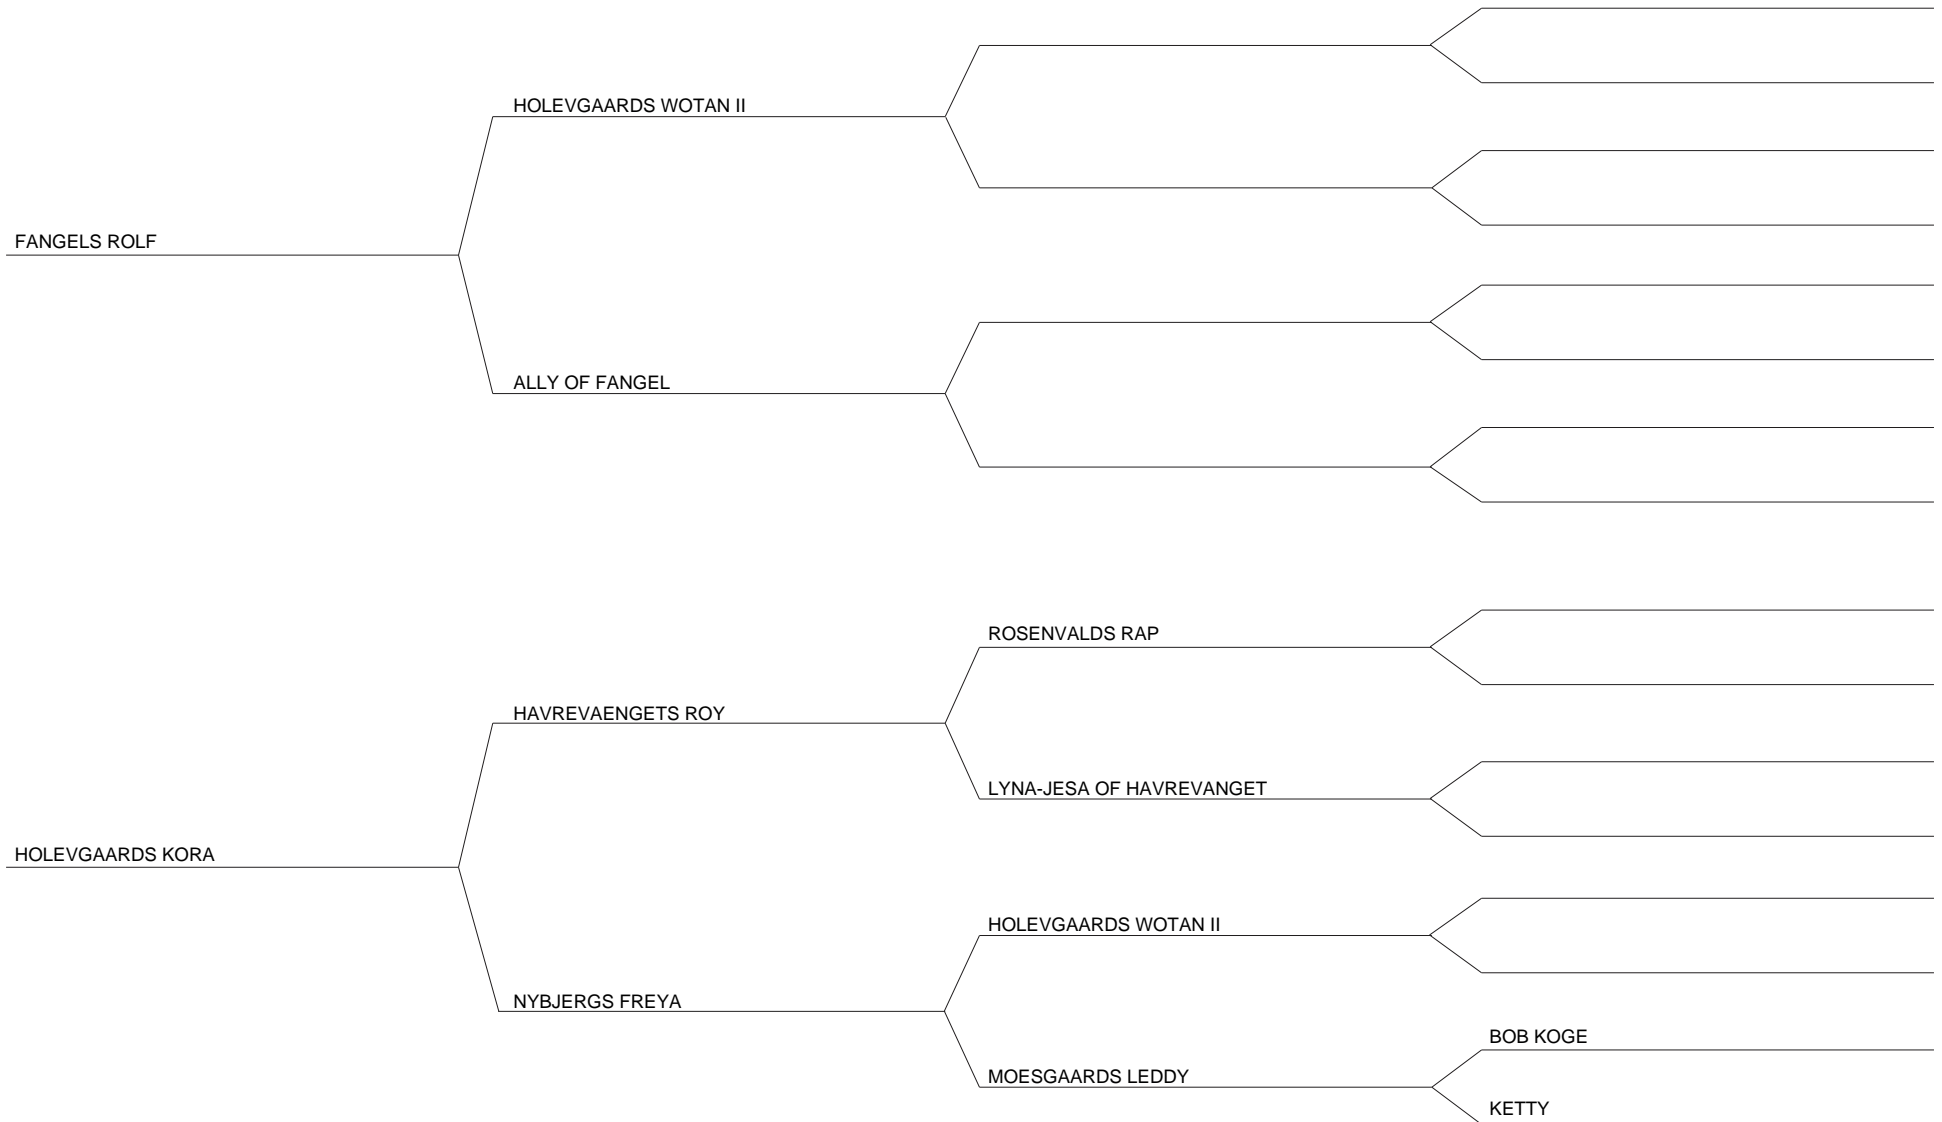 HOLEVGAARDS WOTAN II
FANGELS ROLF
ALLY OF FANGEL
ROSENVALDS RAP
HAVREVAENGETS ROY
LYNA-JESA OF HAVREVANGET
HOLEVGAARDS KORA
HOLEVGAARDS WOTAN II
NYBJERGS FREYA
BOB KOGE
MOESGAARDS LEDDY
KETTY